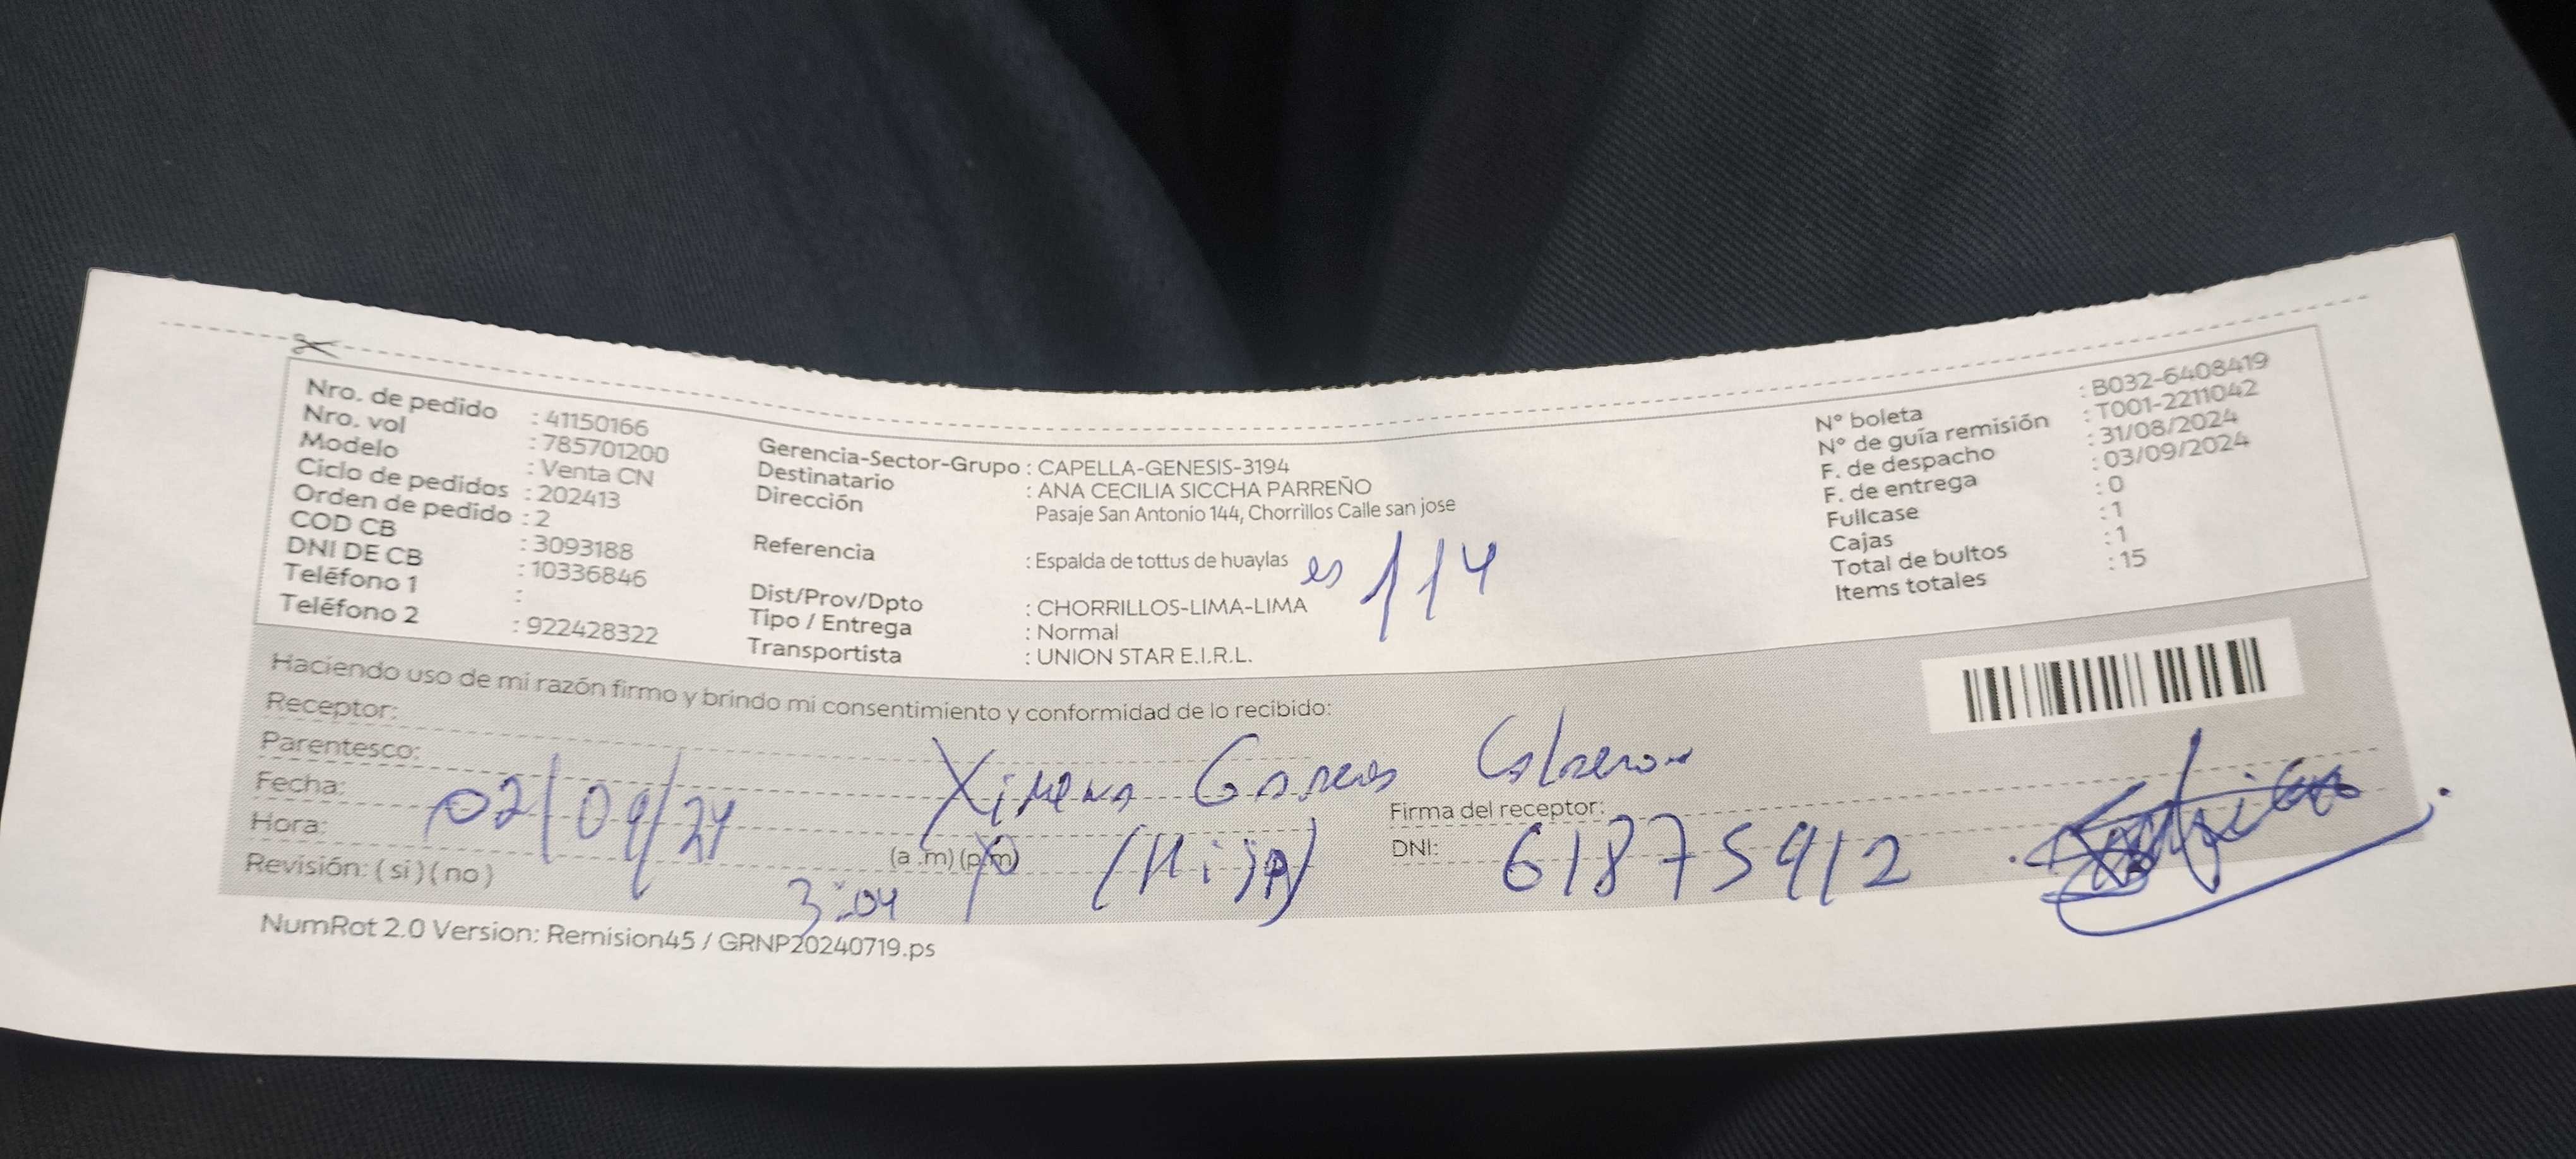 Nro. de pedido : 41150166
Nro. vol : 785701200
Modelo : Venta CN
Ciclo de pedidos : 202413
Orden de pedido : 2
COD CB : 3093188
DNI DE CB : 10336846
Teléfono 1 :
Teléfono 2 : 922428322
Gerencia-Sector-Grupo : CAPELLA-GENESIS-3194
Destinatario : ANA CECILIA SICCHA PARREÑO
Dirección Pasaje San Antonio 144, Chorrillos Calle san jose
Referencia : Espalda de tottus de huaylas es 114
Dist/Prov/Dpto : CHORRILLOS-LIMA-LIMA
Tipo / Entrega : Normal
Transportista : UNION STAR E.I.R.L.
N° boleta : B032-6408419
N° de guía remisión : T001-2211042
F. de despacho : 31/08/2024
F. de entrega : 03/09/2024
Fullcase : 0
Cajas : 1
Total de bultos : 1
Items totales : 15
Haciendo uso de mi razón firmo y brindo mi consentimiento y conformidad de lo recibido:
Receptor: Ximena
Parentesco: (Hija)
Fecha: 02/09/24
Hora: 3:04 (a .m) (p.m)
Revisión: ( si ) ( no )
Firma del receptor:
DNI: 61875912
NumRot 2.0 Version: Remision45 / GRNP20240719.ps